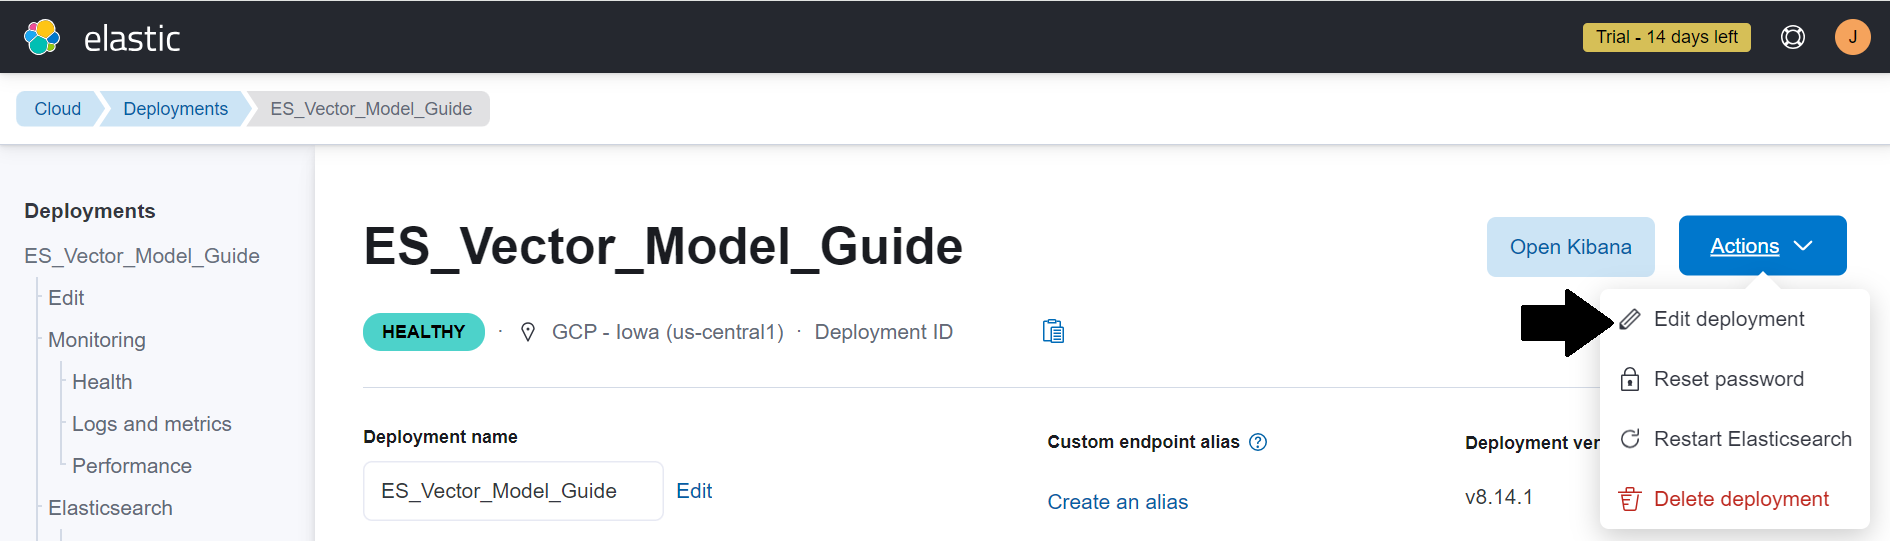 elastic
Trial - 14 days left
J
Cloud
Deployments
ES_Vector_Model_Guide
Deployments
ES_Vector_Model_Guide
Edit
Monitoring
Health
Logs and metrics
Performance
Elasticsearch
ES_Vector_Model_Guide
Open Kibana
Actions
HEALTHY · GCP - Iowa (us-central1) · Deployment ID
Edit deployment
Reset password
Restart Elasticsearch
Delete deployment
Deployment name
ES_Vector_Model_Guide
Edit
Custom endpoint alias
Create an alias
Deployment ver
v8.14.1